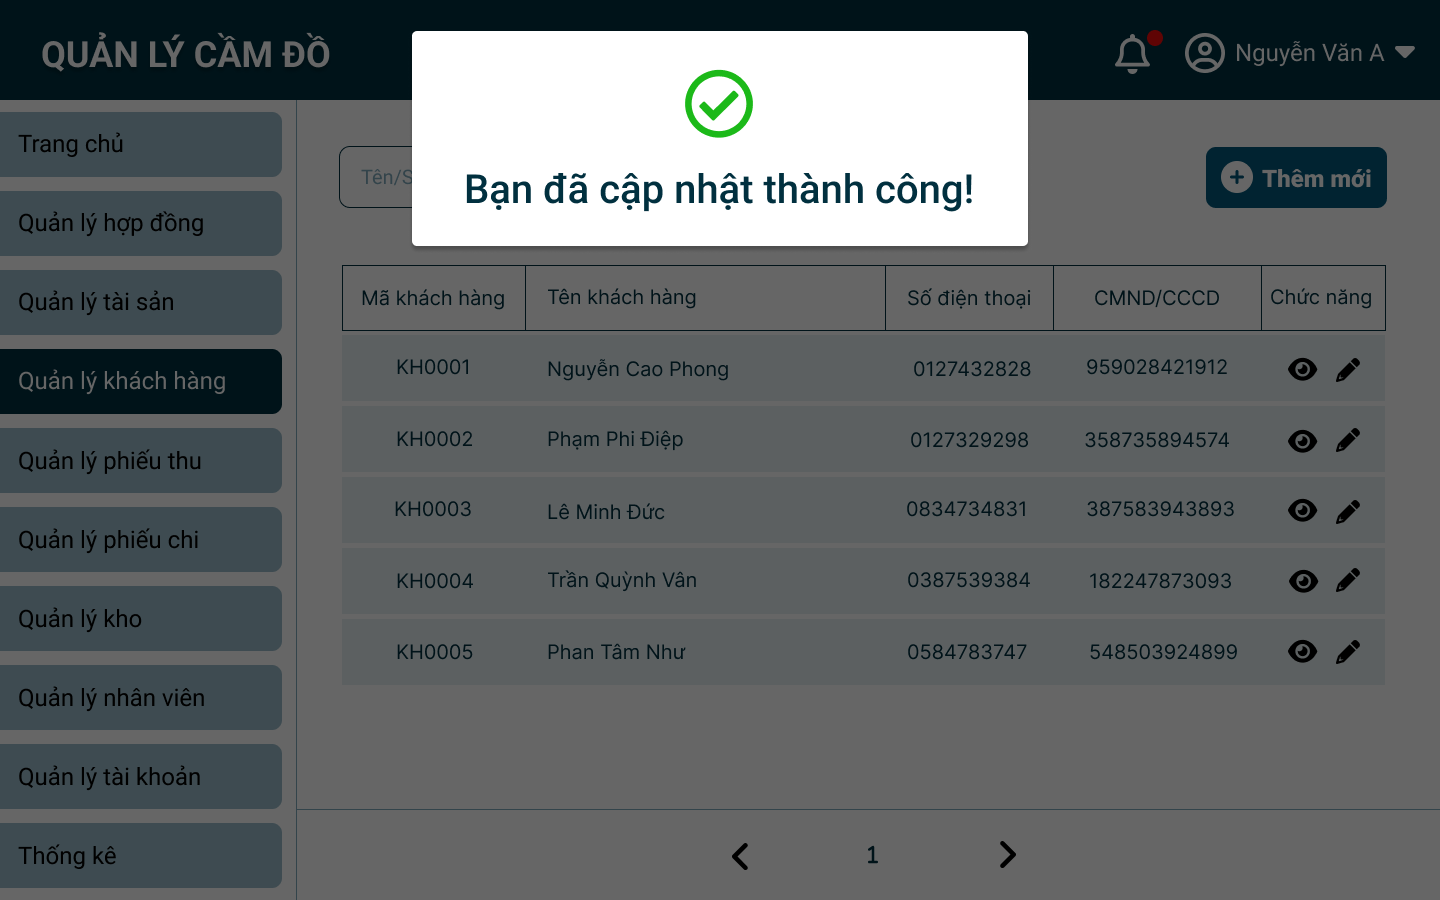 QUẢN LÝ CẦM ĐỒ
Nguyễn Văn A
Bạn đã cập nhật thành công!
Trang chủ
Quản lý hợp đồng
Quản lý tài sản
Quản lý khách hàng
Quản lý phiếu thu
Quản lý phiếu chi
Quản lý kho
Quản lý nhân viên
Quản lý tài khoản
Thống kê
Tên/S
Thêm mới
Mã khách hàng Tên khách hàng Số điện thoại CMND/CCCD Chức năng
KH0001 Nguyễn Cao Phong 0127432828 959028421912
KH0002 Phạm Phi Điệp 0127329298 358735894574
KH0003 Lê Minh Đức 0834734831 387583943893
KH0004 Trần Quỳnh Vân 0387539384 182247873093
KH0005 Phan Tâm Như 0584783747 548503924899
1